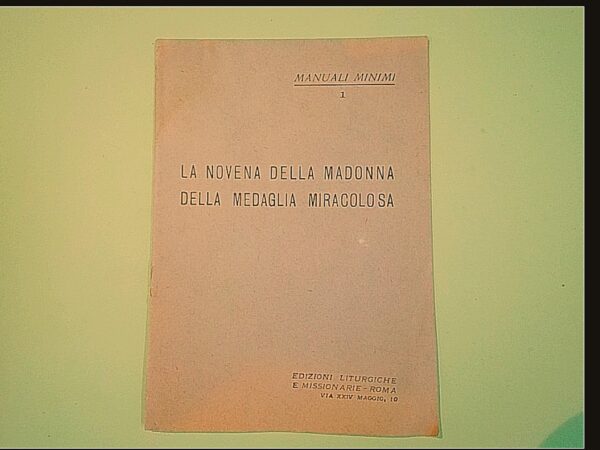 MANUALI MINIMI
1
LA NOVENA DELLA MADONNA
DELLA MEDAGLIA MIRACOLOSA
EDIZIONI LITURGICHE
E MISSIONARIE - ROMA
VIA XXIV MAGGIO, 10